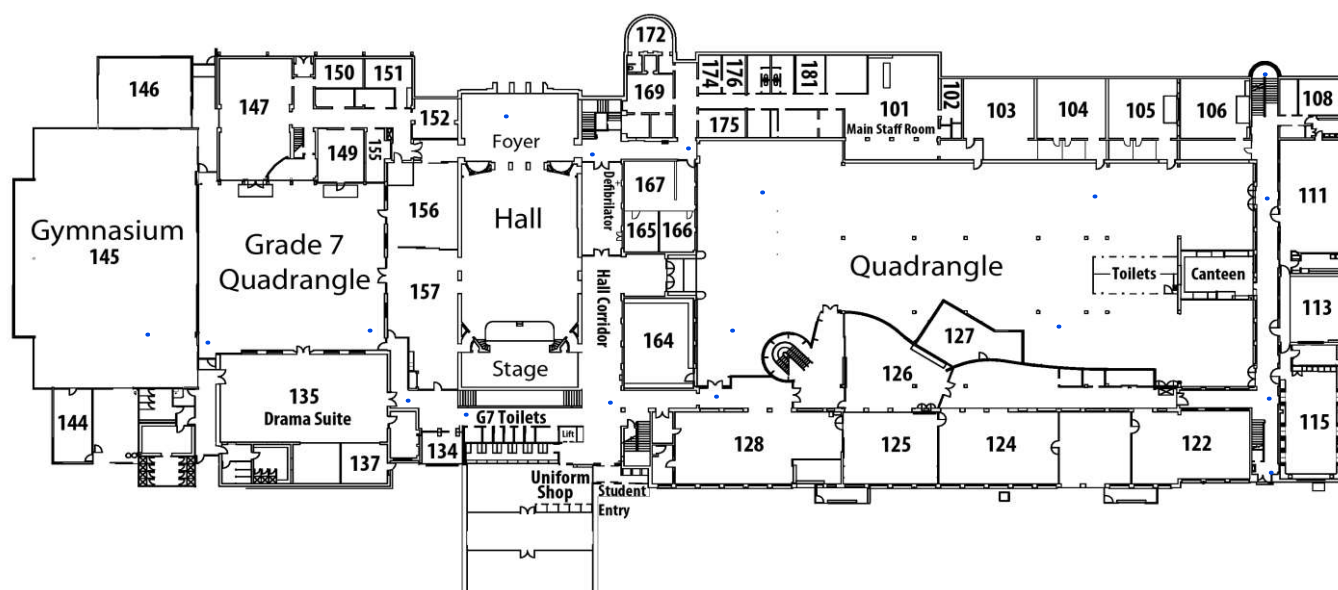 172
150
151
174
176
181
146
147
169
101
Main Staff Room
102
103
104
105
106
108
152
175
Foyer
149
155
167
Defibrilator
111
156
Hall
165
166
Gymnasium
145
Grade 7
Quadrangle
Quadrangle
Toilets
Canteen
157
Hall Corridor
113
127
164
Stage
126
135
Drama Suite
144
G7 Toilets
115
Lift
134
128
125
124
122
137
Uniform
Shop
Student
Entry